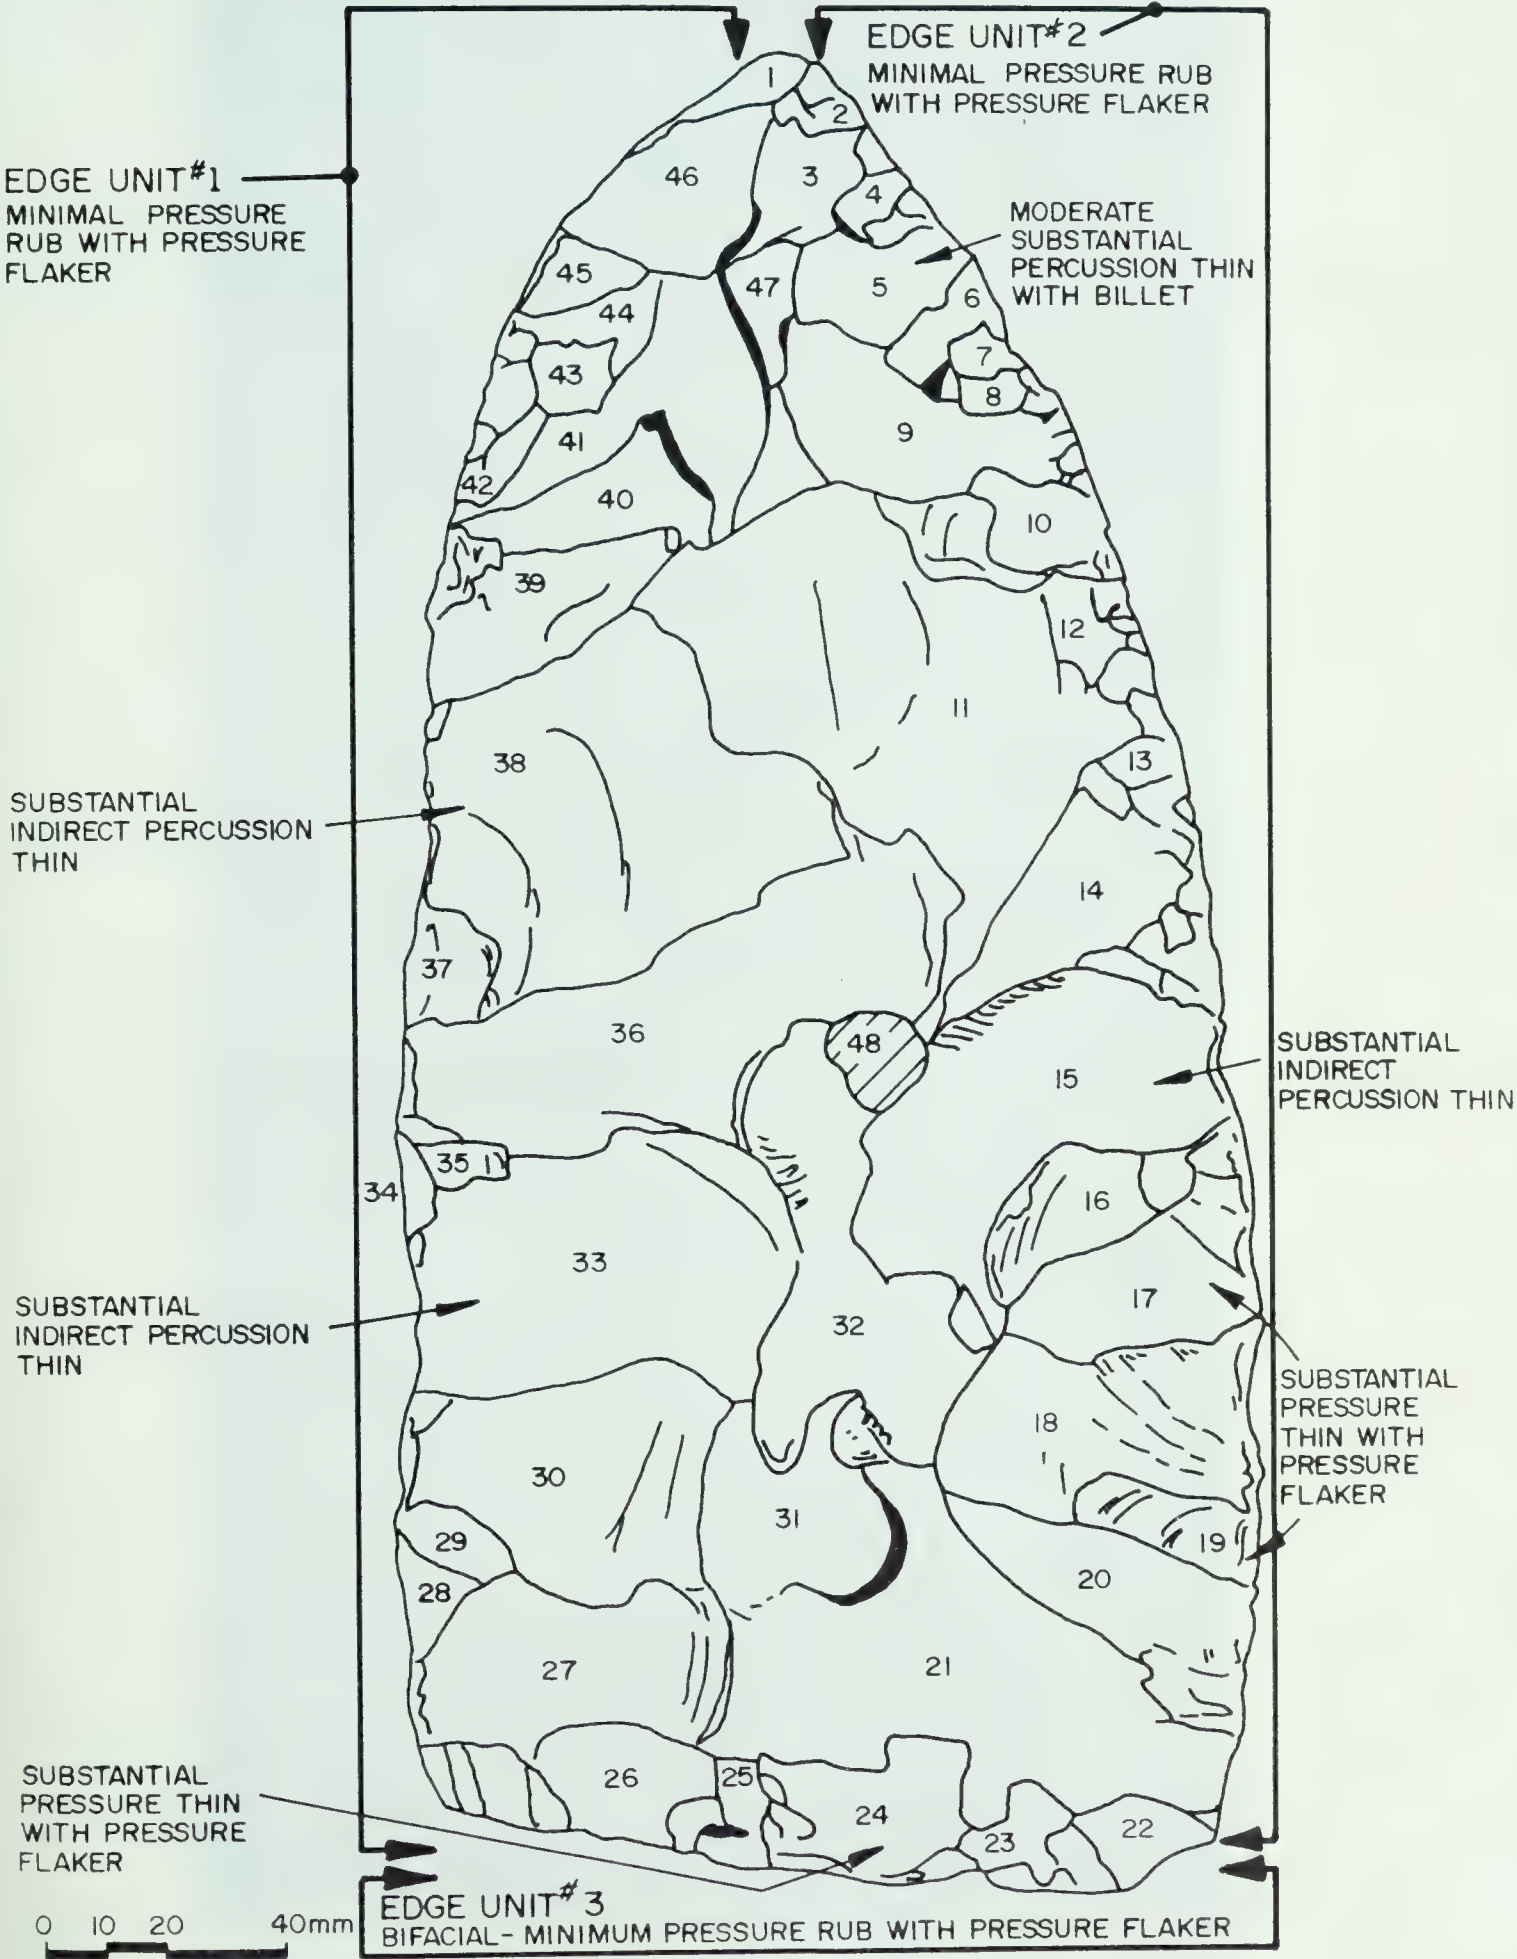 EDGE UNIT #2
MINIMAL PRESSURE RUB
WITH PRESSURE FLAKER
EDGE UNIT #1
MINIMAL PRESSURE
RUB WITH PRESSURE
FLAKER
MODERATE
SUBSTANTIAL
PERCUSSION THIN
WITH BILLET
SUBSTANTIAL
INDIRECT PERCUSSION
THIN
SUBSTANTIAL
INDIRECT
PERCUSSION THIN
SUBSTANTIAL
INDIRECT PERCUSSION
THIN
SUBSTANTIAL
PRESSURE
THIN WITH
PRESSURE
FLAKER
SUBSTANTIAL
PRESSURE THIN
WITH PRESSURE
FLAKER
1
2
46
3
4
45
47
5
6
44
7
43
8
9
41
42
40
10
39
12
11
38
13
14
37
36
48
15
35
34
16
33
17
32
18
30
31
29
19
28
20
27
21
26
25
24
23
22
EDGE UNIT #3
BIFACIAL- MINIMUM PRESSURE RUB WITH PRESSURE FLAKER
0 10 20 40mm